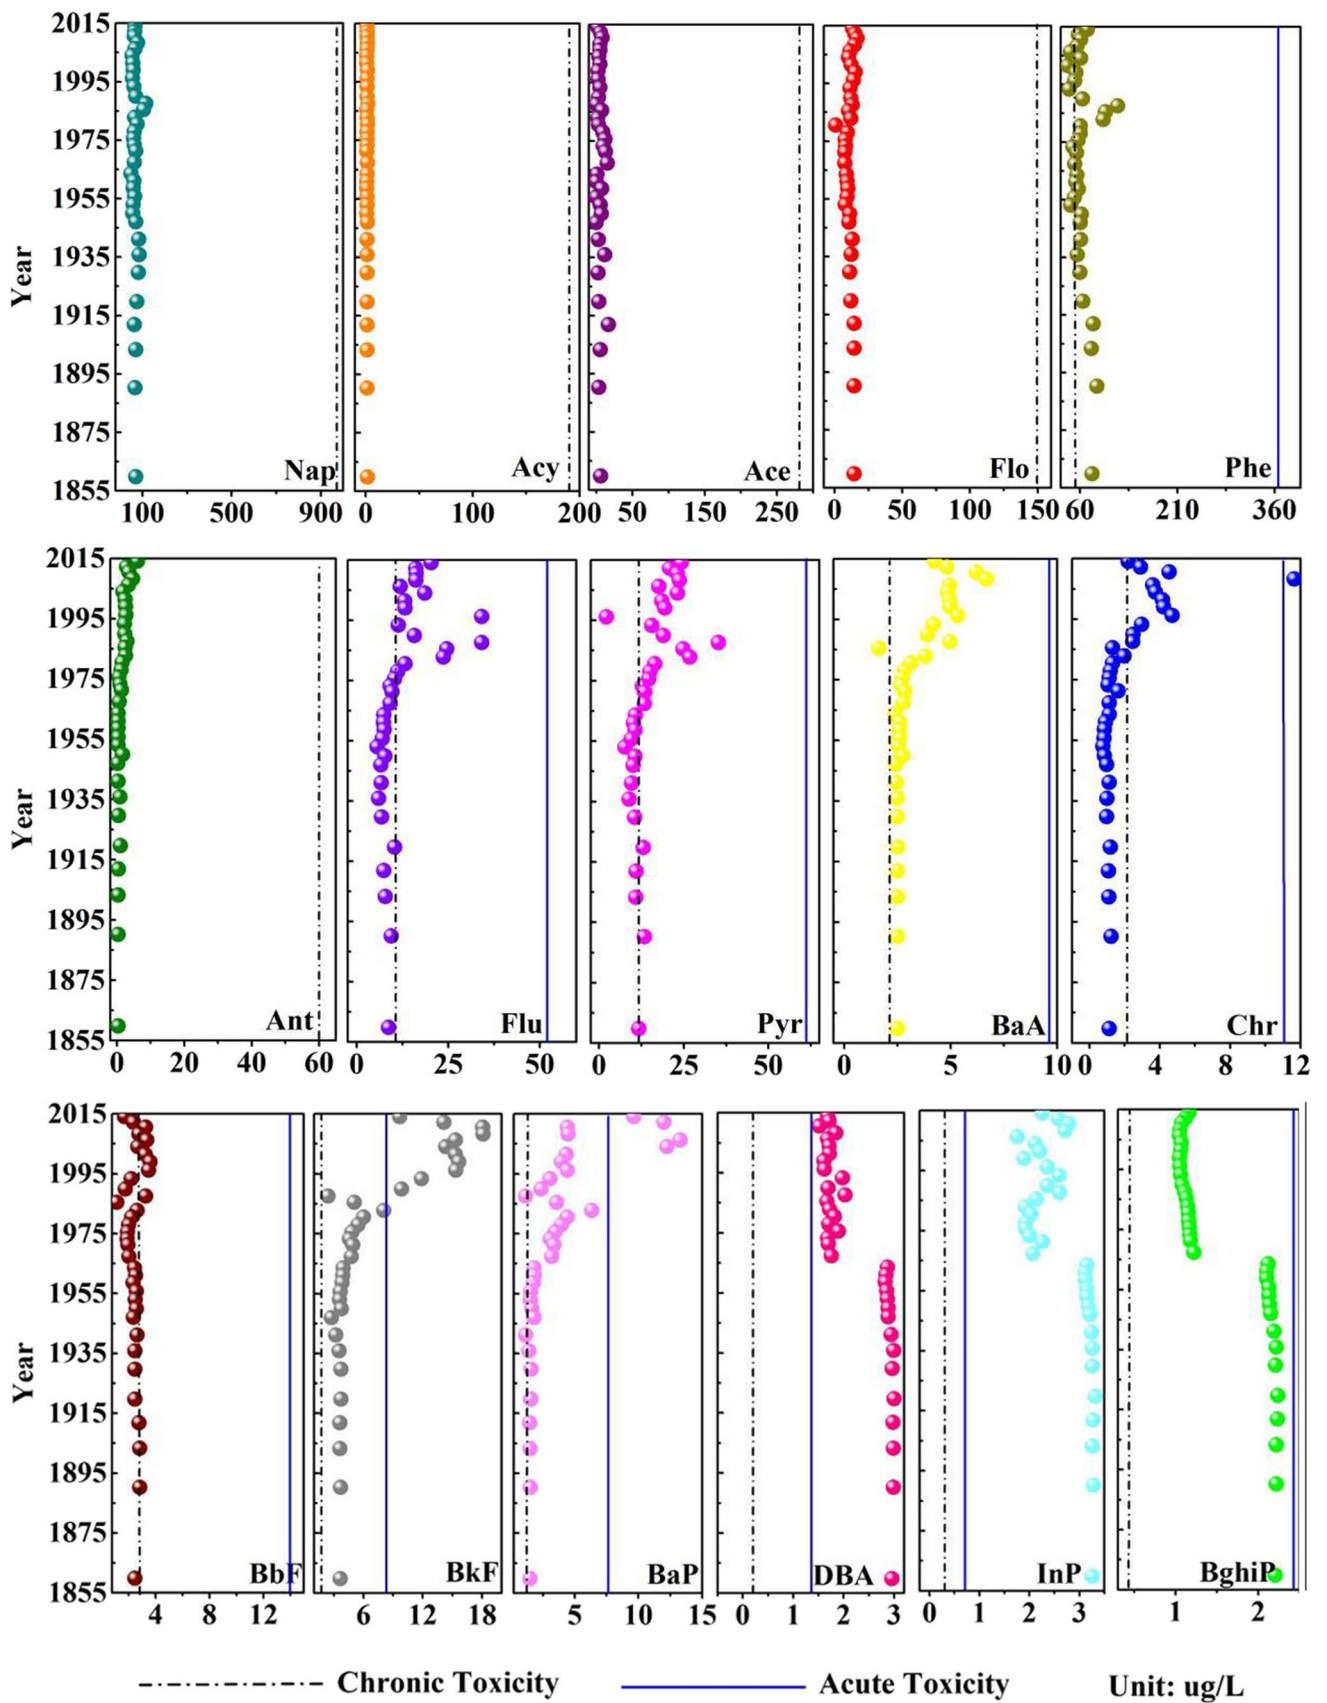 2015
1995
1975
1955
1935
1915
1895
1875
1855
Year
Nap
Acy
Ace
Flo
Phe
100 500 900
0 100 200
50 150 250
0 50 100 150
60 210 360
2015
1995
1975
1955
1935
1915
1895
1875
1855
Year
Ant
Flu
Pyr
BaA
Chr
0 20 40 60
0 25 50
0 25 50
0 5 10
0 4 8 12
2015
1995
1975
1955
1935
1915
1895
1875
1855
Year
BbF
BkF
BaP
DBA
InP
BghiP
4 8 12
6 12 18
5 10 15
0 1 2 3
0 1 2 3
1 2
Chronic Toxicity
Acute Toxicity
Unit: ug/L